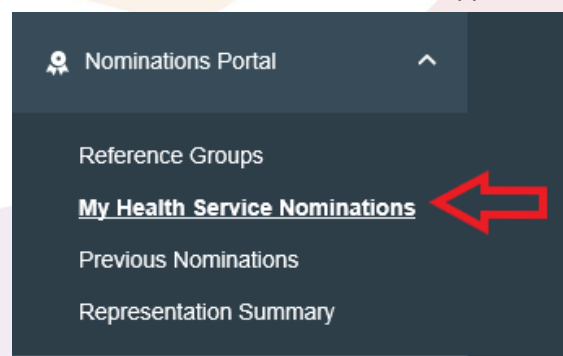 Nominations Portal
Reference Groups
My Health Service Nominations
Previous Nominations
Representation Summary